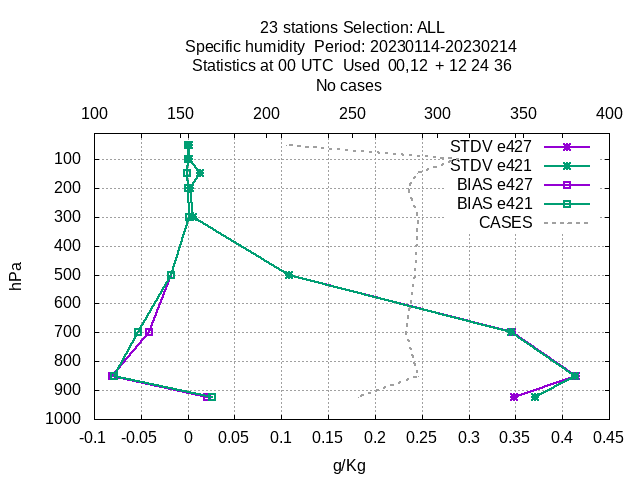 23 stations Selection: ALL
Specific humidity  Period: 20230114-20230214
Statistics at 00 UTC  Used  00,12  + 12 24 36
No cases
100 150 200 250 300 350 400
STDV e427
STDV e421
BIAS e427
BIAS e421
CASES
hPa
100
200
300
400
500
600
700
800
900
1000
-0.1 -0.05 0 0.05 0.1 0.15 0.2 0.25 0.3 0.35 0.4 0.45
g/Kg